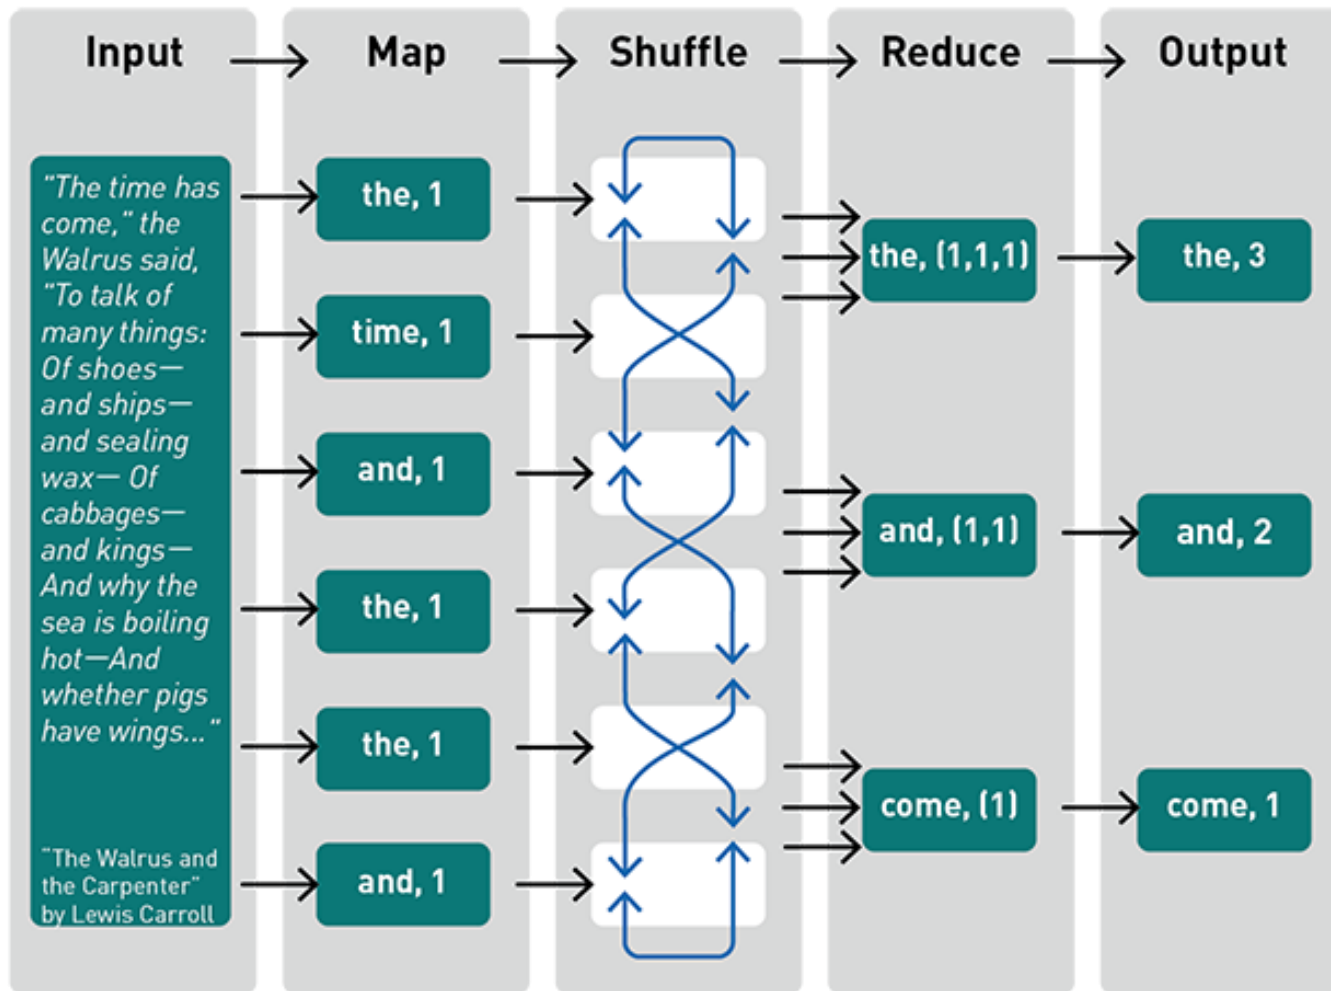 Input
Map
Shuffle
Reduce
Output
"The time has
come," the
Walrus said,
"To talk of
many things:
Of shoes—
and ships—
and sealing
wax— Of
cabbages—
and kings—
And why the
sea is boiling
hot—And
whether pigs
have wings..."
"The Walrus and
the Carpenter"
by Lewis Carroll
the, 1
time, 1
and, 1
the, 1
the, 1
and, 1
the, (1,1,1)
and, (1,1)
come, (1)
the, 3
and, 2
come, 1